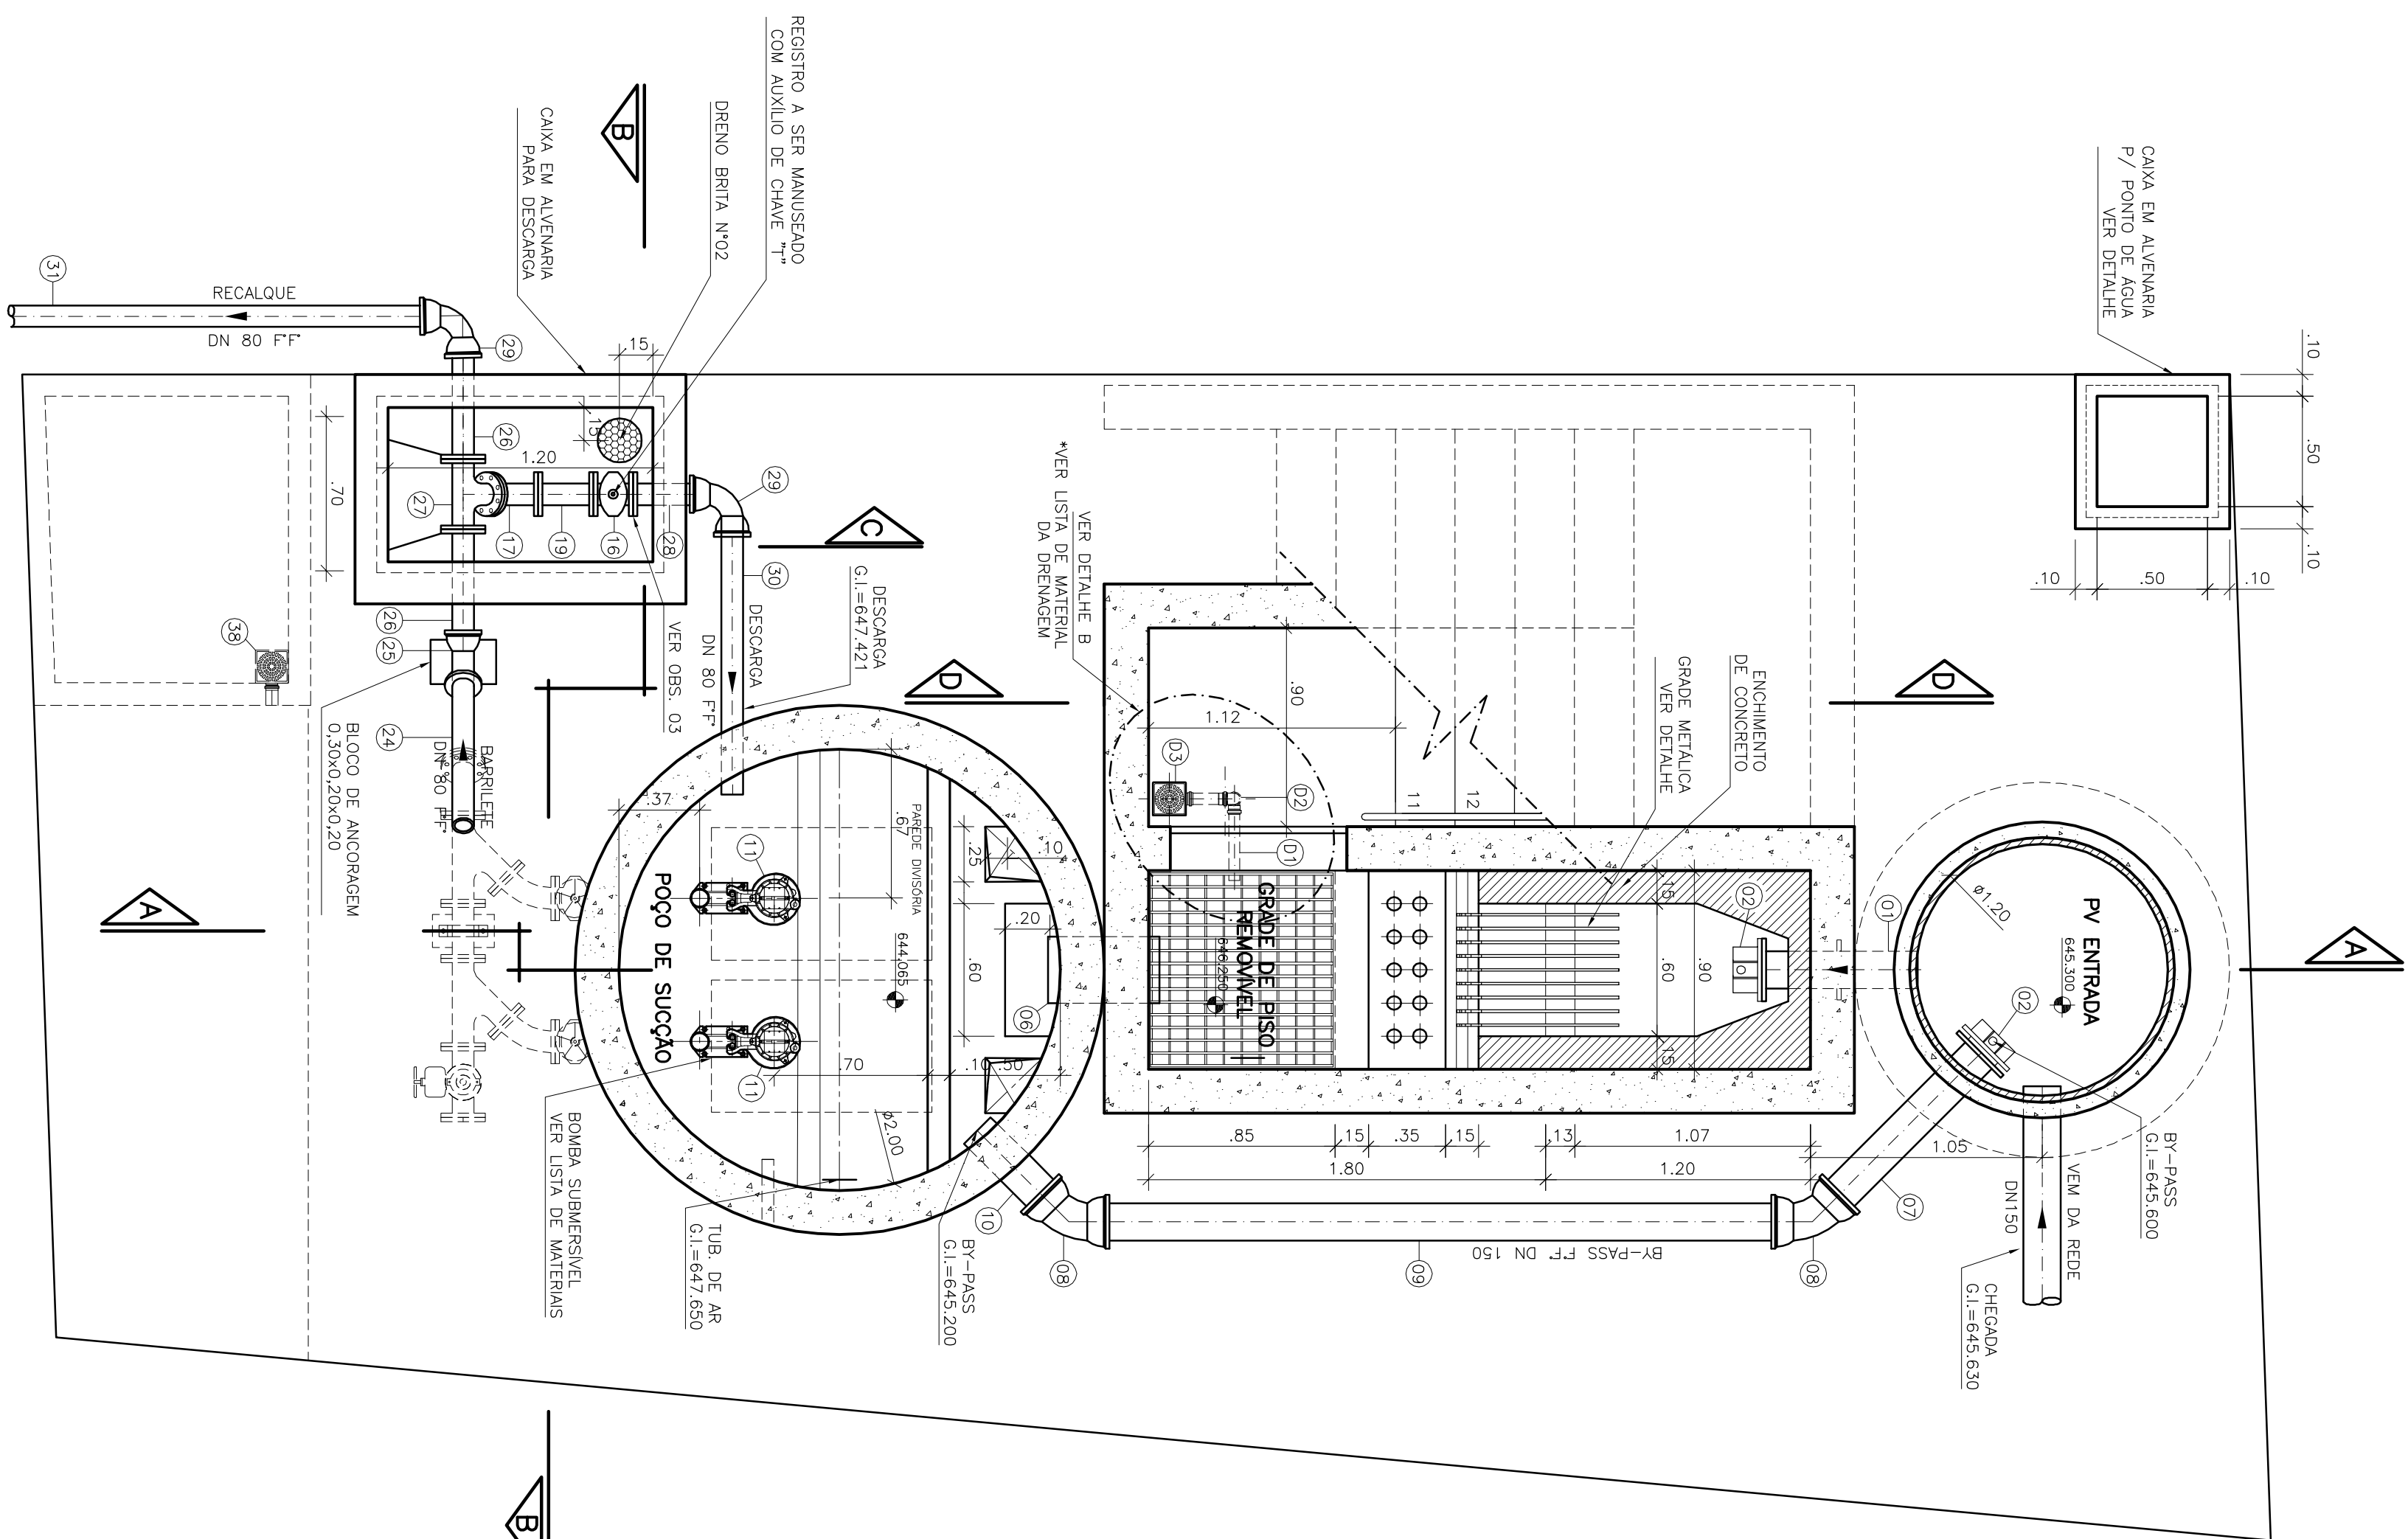 REGISTRO A SER MANUSEADO
COM AUXÍLIO DE CHAVE "T"
DRENO BRITA N°02
CAIXA EM ALVENARIA
PARA DESCARGA
B
CAIXA EM ALVENARIA
P/ PONTO DE ÁGUA
VER DETALHE
.10
.50
.10
.10
.50
.10
31
RECALQUE
DN 80 F°F°
29
.15
.15
26
1.20
27
17
19
16
28
29
30
.70
38
26
25
24
BLOCO DE ANCORAGEM
0,30x0,20x0,20
BARRILETE
DN 80 F°F°
VER OBS. 03
DESCARGA
DN 80 F°F°
DESCARGA
G.I.=647.421
C
D
D
*VER LISTA DE MATERIAL
DA DRENAGEM
VER DETALHE B
GRADE METÁLICA
VER DETALHE
ENCHIMENTO
DE CONCRETO
.90
1.12
D3
D2
D1
11
12
GRADE DE PISO
REMOVÍVEL
646.250
.15
.60
.90
.15
02
01
PV ENTRADA
645.300
ø1.20
02
A
A
POÇO DE SUCÇÃO
.37
.67
PAREDE DIVISÓRIA
644.065
11
11
.25
.10
.20
.60
06
.70
.10
.50
ø2.00
BOMBA SUBMERSÍVEL
VER LISTA DE MATERIAIS
TUB. DE AR
G.I.=647.650
BY-PASS
G.I.=645.200
10
08
09
BY-PASS F°F° DN 150
08
07
.85
.15
.35
.15
.13
1.07
1.80
1.20
1.05
BY-PASS
G.I.=645.600
VEM DA REDE
DN150
CHEGADA
G.I.=645.630
B